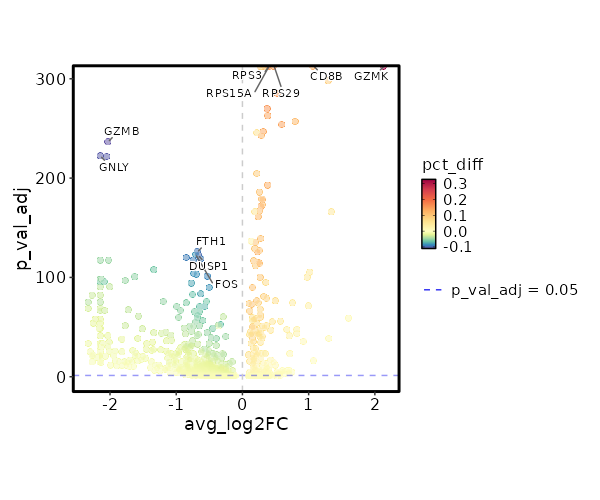 300
200
100
0
-2
-1
0
1
2
p_val_adj
avg_log2FC
RPS3
CD8B
GZMK
RPS15A
RPS29
GZMB
GNLY
FTH1
DUSP1
FOS
pct_diff
0.3
0.2
0.1
0.0
-0.1
p_val_adj = 0.05